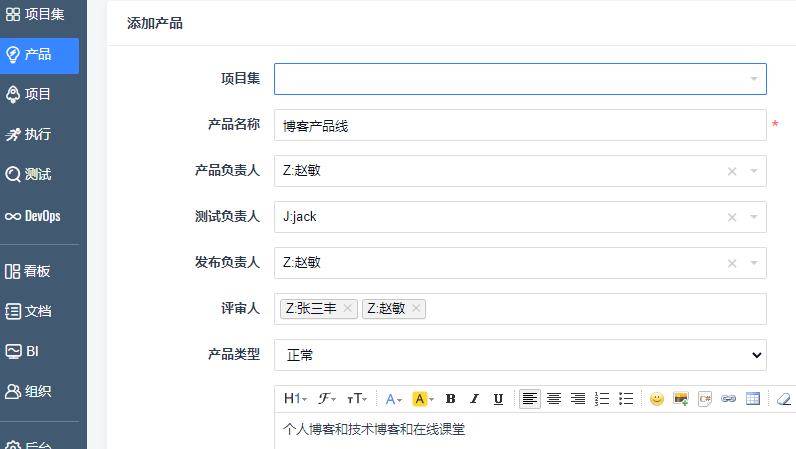 项目集
产品
项目
执行
测试
DevOps
看板
文档
BI
组织
后台
添加产品
项目集
产品名称 博客产品线 *
产品负责人 Z:赵敏
测试负责人 J:jack
发布负责人 Z:赵敏
评审人 Z:张三丰 Z:赵敏
产品类型 正常
H1 ℱ TT A A B I U C#
个人博客和技术博客和在线课堂